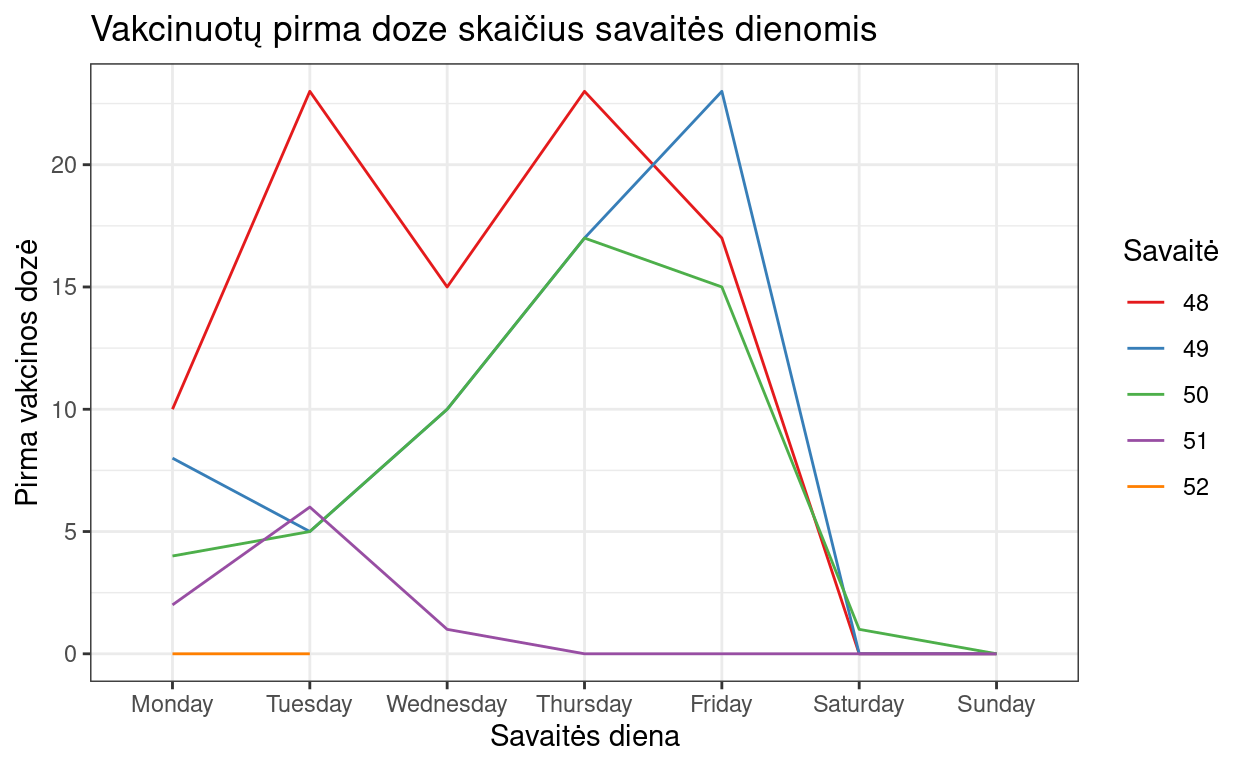 Vakcinuotų pirma doze skaičius savaitės dienomis
Pirma vakcinos dozė
20
15
10
5
0
Monday Tuesday Wednesday Thursday Friday Saturday Sunday
Savaitės diena
Savaitė
48
49
50
51
52